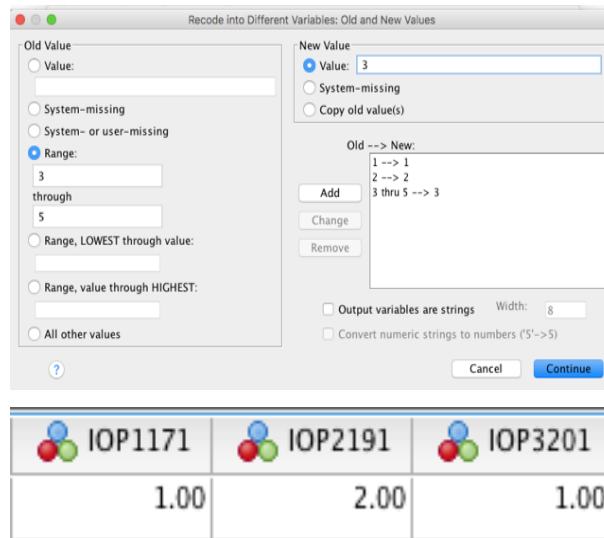 Recode into Different Variables: Old and New Values
Old Value
Value:
System-missing
System- or user-missing
Range:
3
through
5
Range, LOWEST through value:
Range, value through HIGHEST:
All other values
New Value
Value: 3
System-missing
Copy old value(s)
Old --> New:
1 --> 1
2 --> 2
3 thru 5 --> 3
Add
Change
Remove
Output variables are strings Width: 8
Convert numeric strings to numbers ('5'->5)
?
Cancel Continue
IOP1171 IOP2191 IOP3201
1.00 2.00 1.00